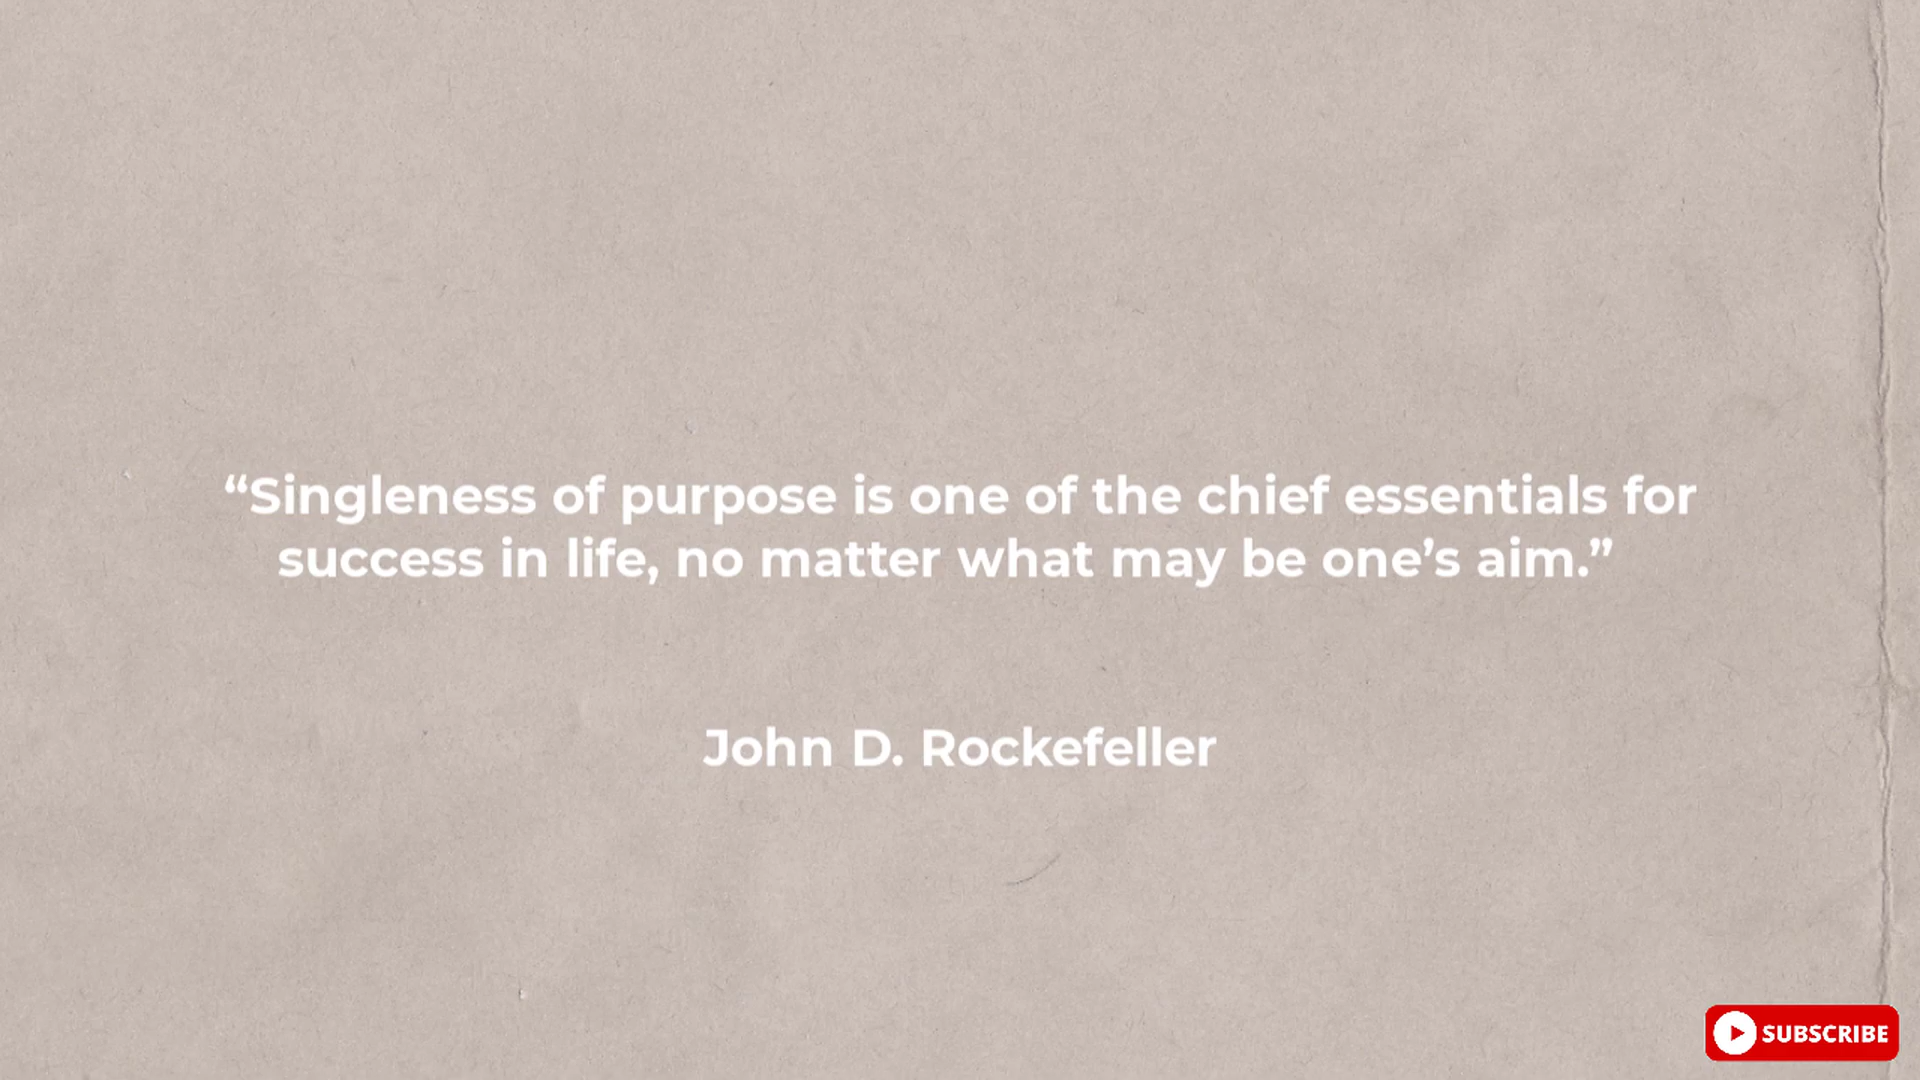 “Singleness of purpose is one of the chief essentials for
success in life, no matter what may be one’s aim.”
John D. Rockefeller
SUBSCRIBE